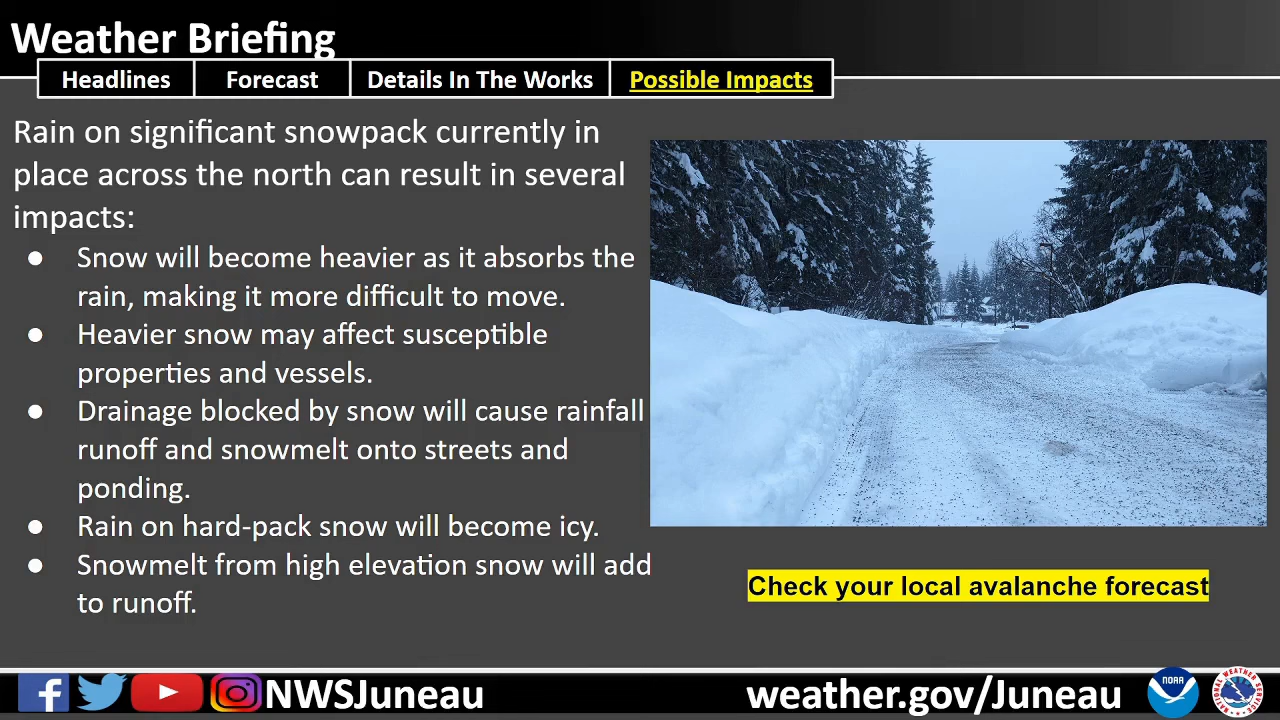 Weather Briefing
Headlines
Forecast
Details In The Works
Possible Impacts
Rain on significant snowpack currently in
place across the north can result in several
impacts:
● Snow will become heavier as it absorbs the
rain, making it more difficult to move.
● Heavier snow may affect susceptible
properties and vessels.
● Drainage blocked by snow will cause rainfall
runoff and snowmelt onto streets and
ponding.
● Rain on hard-pack snow will become icy.
● Snowmelt from high elevation snow will add
to runoff.
Check your local avalanche forecast
NWSJuneau
weather.gov/Juneau
NOAA
NATIONAL WEATHER SERVICE